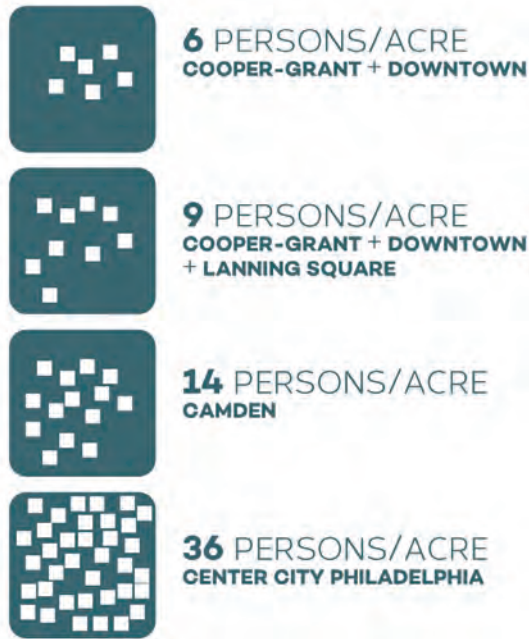 6 PERSONS/ACRE
COOPER-GRANT + DOWNTOWN
9 PERSONS/ACRE
COOPER-GRANT + DOWNTOWN
+ LANNING SQUARE
14 PERSONS/ACRE
CAMDEN
36 PERSONS/ACRE
CENTER CITY PHILADELPHIA